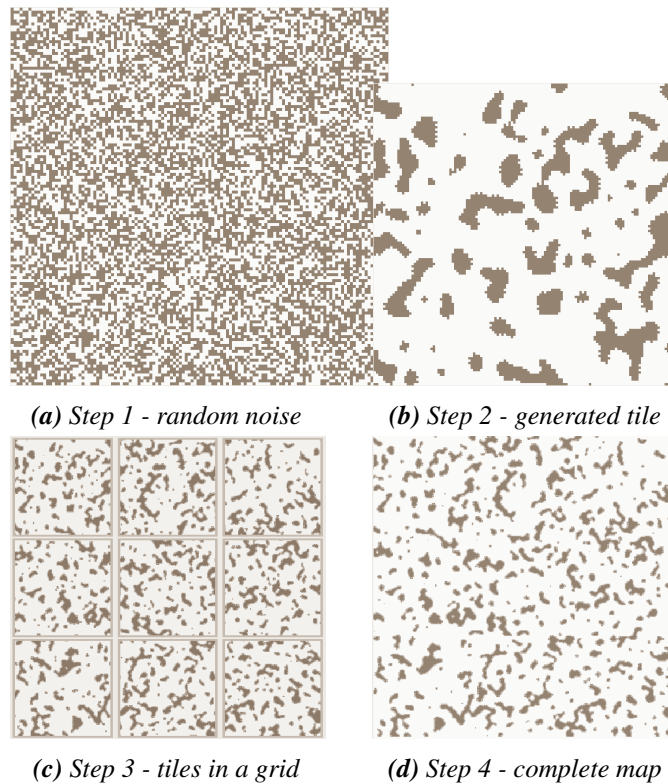 (a) Step 1 - random noise
(b) Step 2 - generated tile
(c) Step 3 - tiles in a grid
(d) Step 4 - complete map